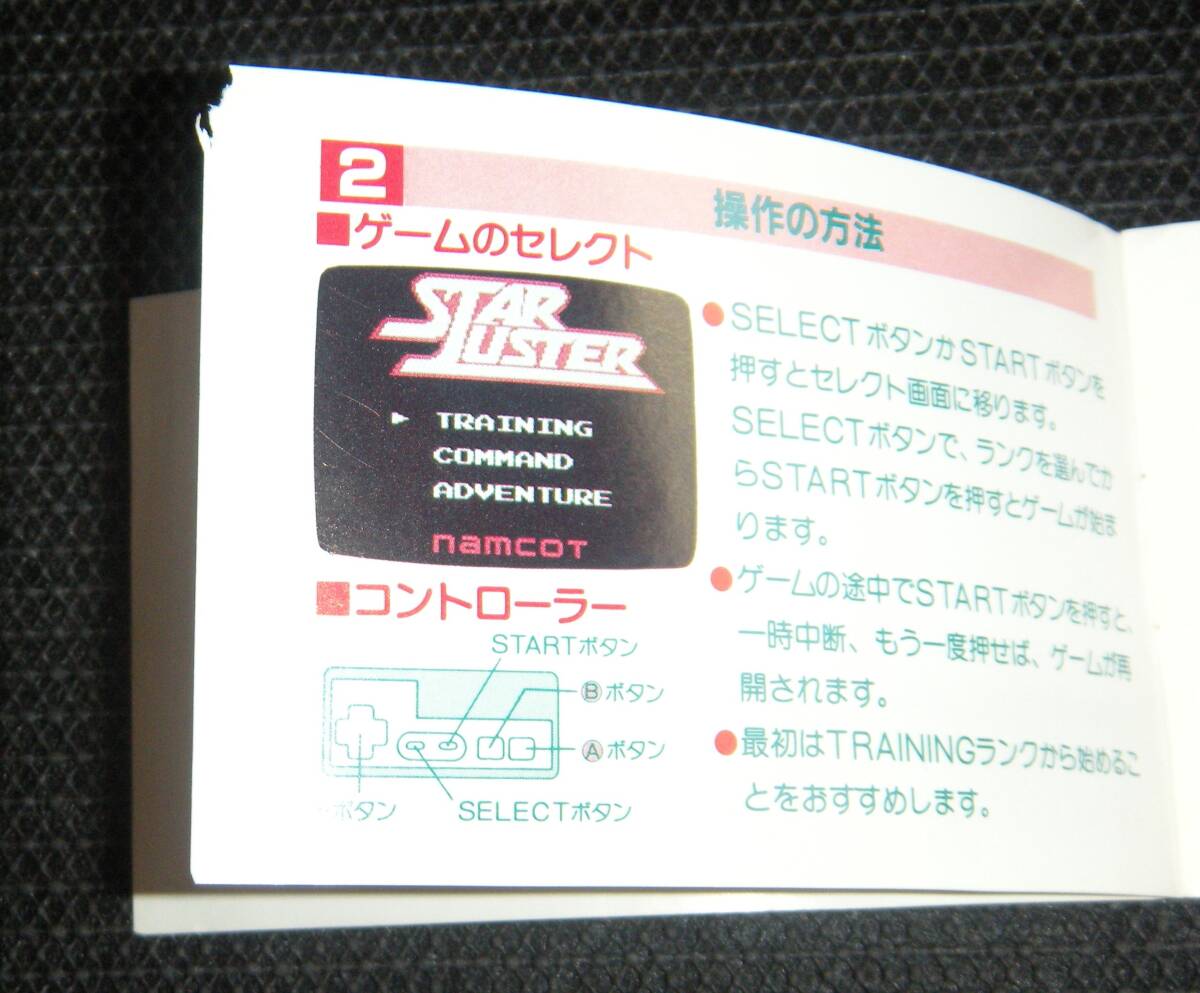 2
操作の方法
■ゲームのセレクト
STAR
LUSTER
▶ TRAINING
COMMAND
ADVENTURE
namcoT
●SELECTボタンかSTARTボタンを
押すとセレクト画面に移ります。
SELECTボタンで、ランクを選んでか
らSTARTボタンを押すとゲームが始ま
ります。
●ゲームの途中でSTARTボタンを押すと、
一時中断、もう一度押せば、ゲームが再
開されます。
●最初はTRAININGランクから始めるこ
とをおすすめします。
■コントローラー
STARTボタン
Ⓑボタン
Ⓐボタン
ボタン
SELECTボタン